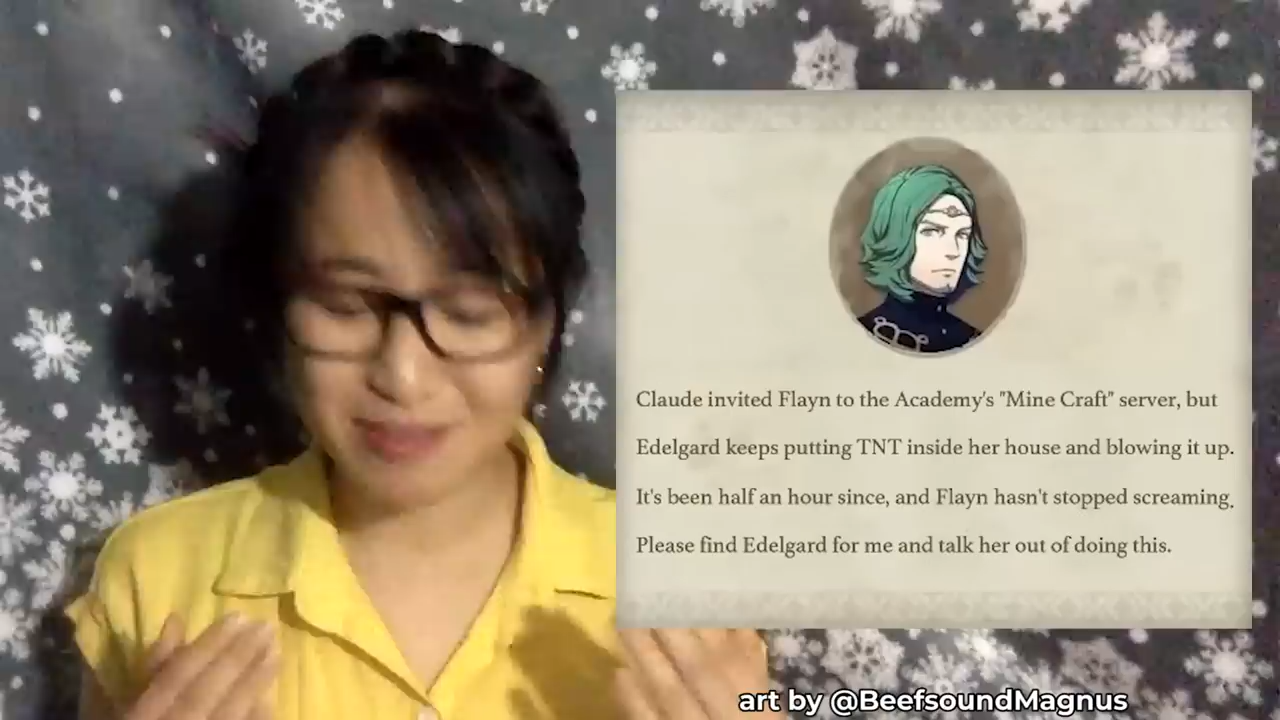 Claude invited Flayn to the Academy's "Mine Craft" server, but
Edelgard keeps putting TNT inside her house and blowing it up.
It's been half an hour since, and Flayn hasn't stopped screaming.
Please find Edelgard for me and talk her out of doing this.
art by @BeefsoundMagnus